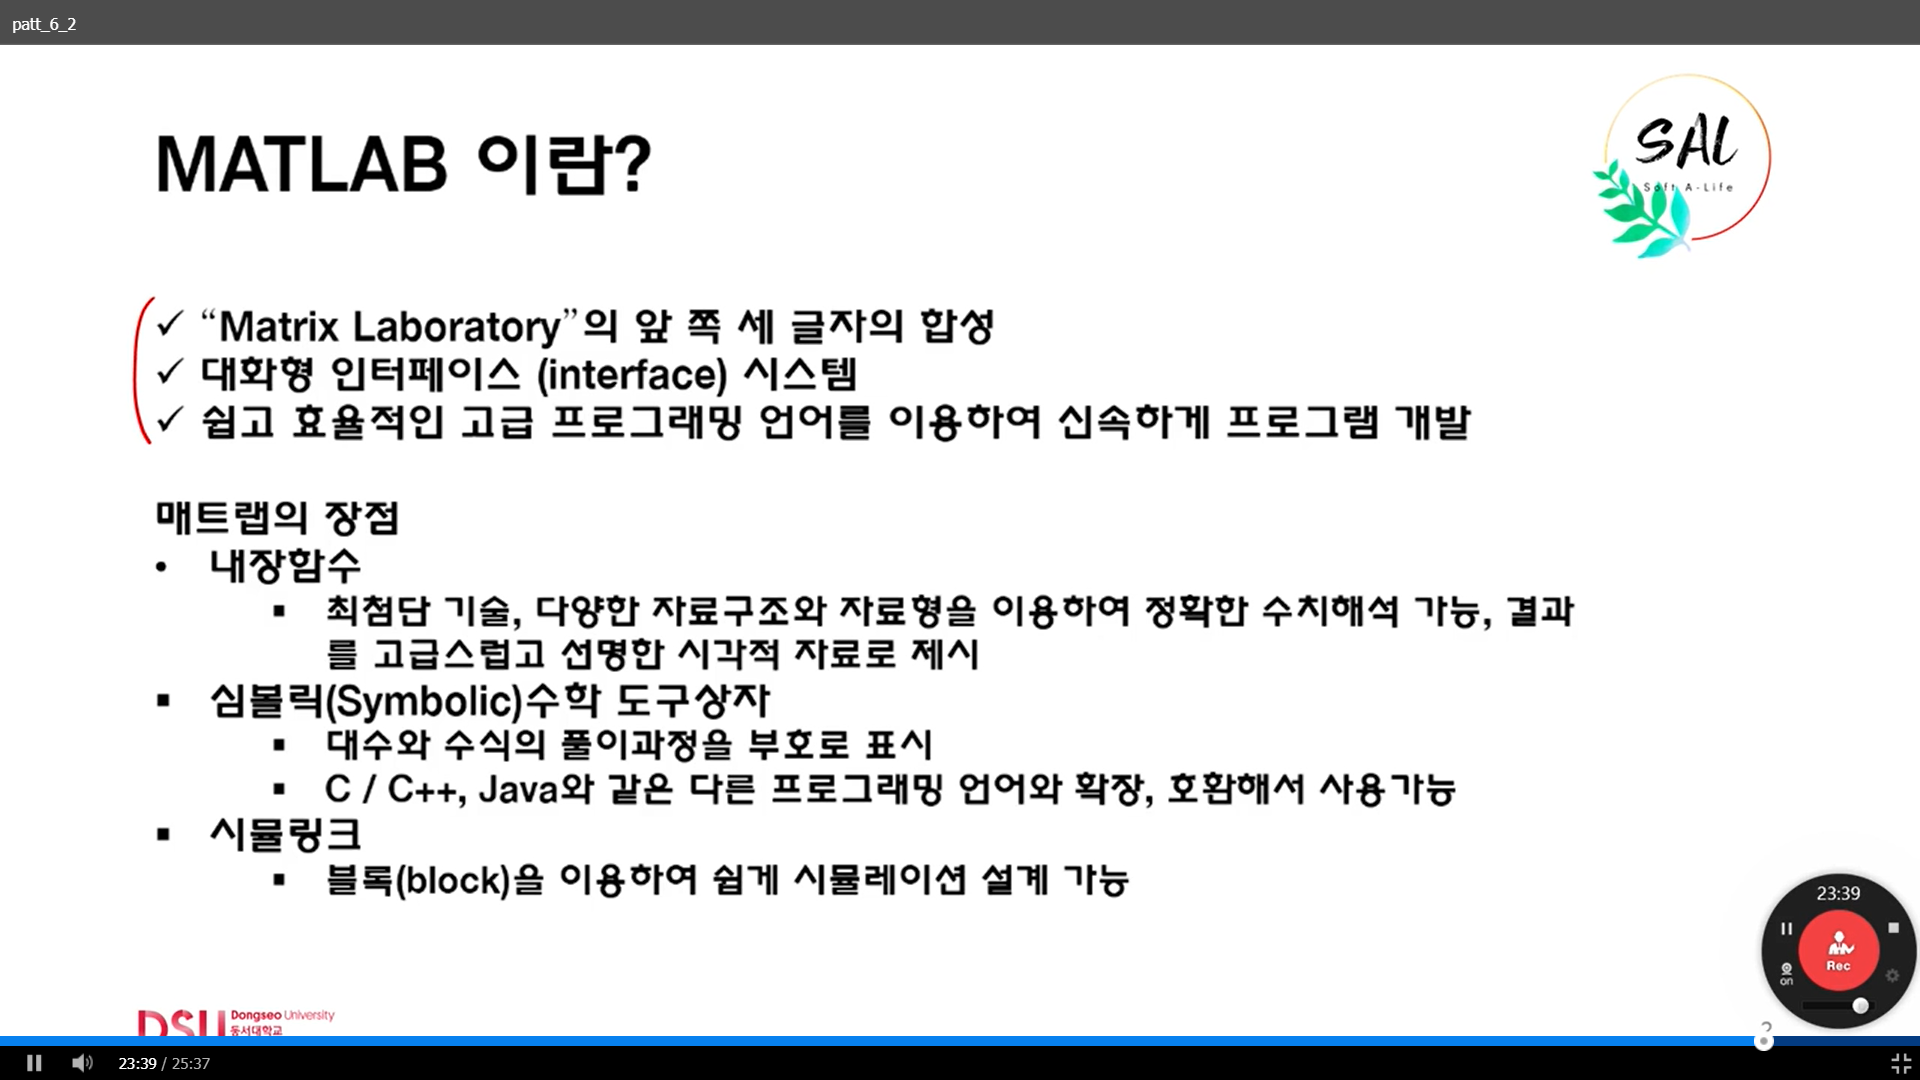 patt_6_2
MATLAB 이란?
SAL
Soft A-Life
✓ “Matrix Laboratory”의 앞 쪽 세 글자의 합성
✓ 대화형 인터페이스 (interface) 시스템
✓ 쉽고 효율적인 고급 프로그래밍 언어를 이용하여 신속하게 프로그램 개발
매트랩의 장점
• 내장함수
▪ 최첨단 기술, 다양한 자료구조와 자료형을 이용하여 정확한 수치해석 가능, 결과
를 고급스럽고 선명한 시각적 자료로 제시
▪ 심볼릭(Symbolic)수학 도구상자
▪ 대수와 수식의 풀이과정을 부호로 표시
▪ C / C++, Java와 같은 다른 프로그래밍 언어와 확장, 호환해서 사용가능
▪ 시뮬링크
▪ 블록(block)을 이용하여 쉽게 시뮬레이션 설계 가능
23:39
Rec
on
DSU Dongseo University
동서대학교
2
23:39 / 25:37